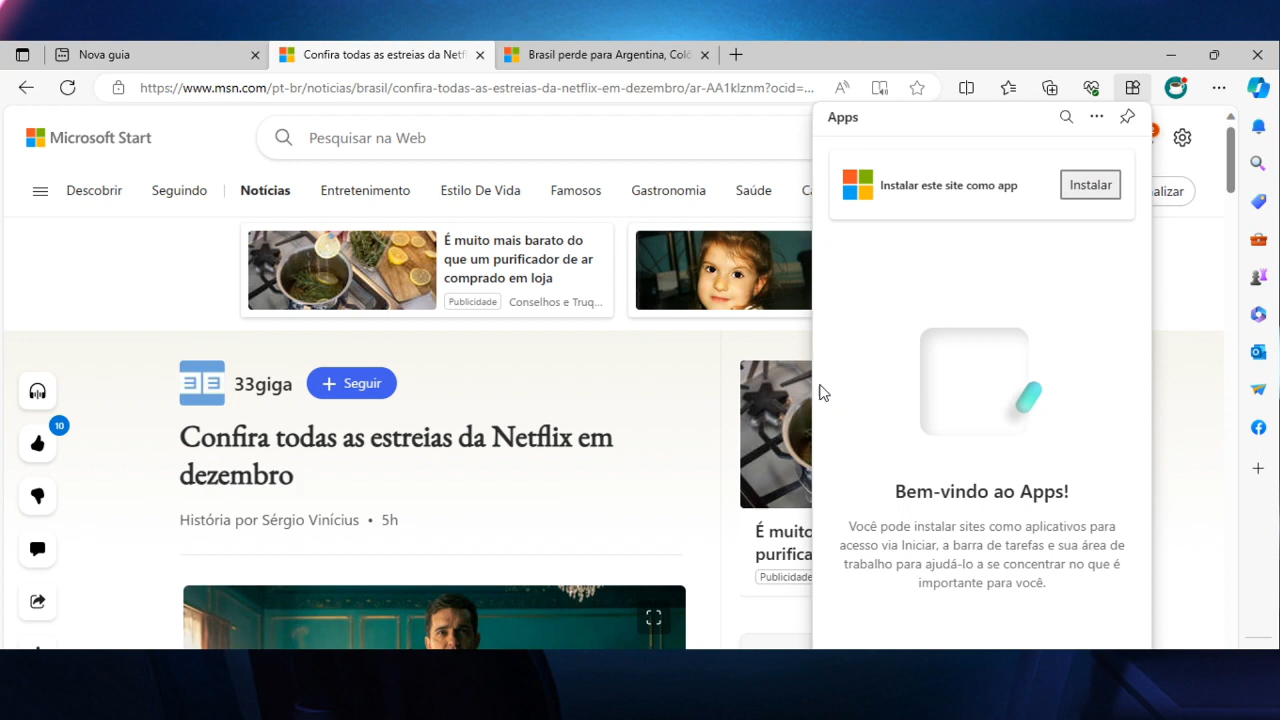 Nova guia
Confira todas as estreias da Netf
Brasil perde para Argentina, Coló
https://www.msn.com/pt-br/noticias/brasil/confira-todas-as-estreias-da-netflix-em-dezembro/ar-AA1klznm?ocid=...
Microsoft Start
Pesquisar na Web
Descobrir
Seguindo
Notícias
Entretenimento
Estilo De Vida
Famosos
Gastronomia
Saúde
alizar
É muito mais barato do
que um purificador de ar
comprado em loja
Publicidade
Conselhos e Truq...
33giga
+ Seguir
Confira todas as estreias da Netflix em
dezembro
História por Sérgio Vinícius • 5h
10
É muito
purifica
Publicidade
Apps
Instalar este site como app
Instalar
Bem-vindo ao Apps!
Você pode instalar sites como aplicativos para
acesso via Iniciar, a barra de tarefas e sua área de
trabalho para ajudá-lo a se concentrar no que é
importante para você.